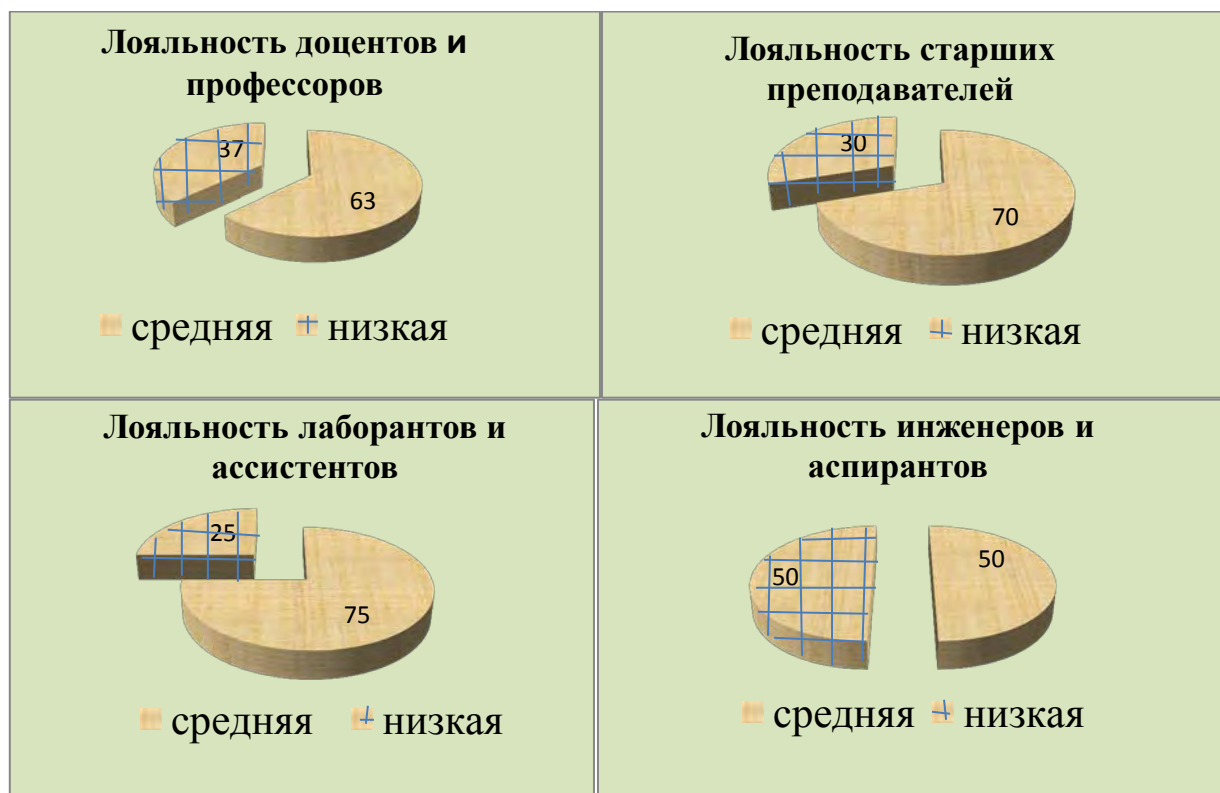 Лояльность доцентов и
профессоров
37
63
средняя низкая
Лояльность старших
преподавателей
30
70
средняя низкая
Лояльность лаборантов и
ассистентов
25
75
средняя низкая
Лояльность инженеров и
аспирантов
50
50
средняя низкая